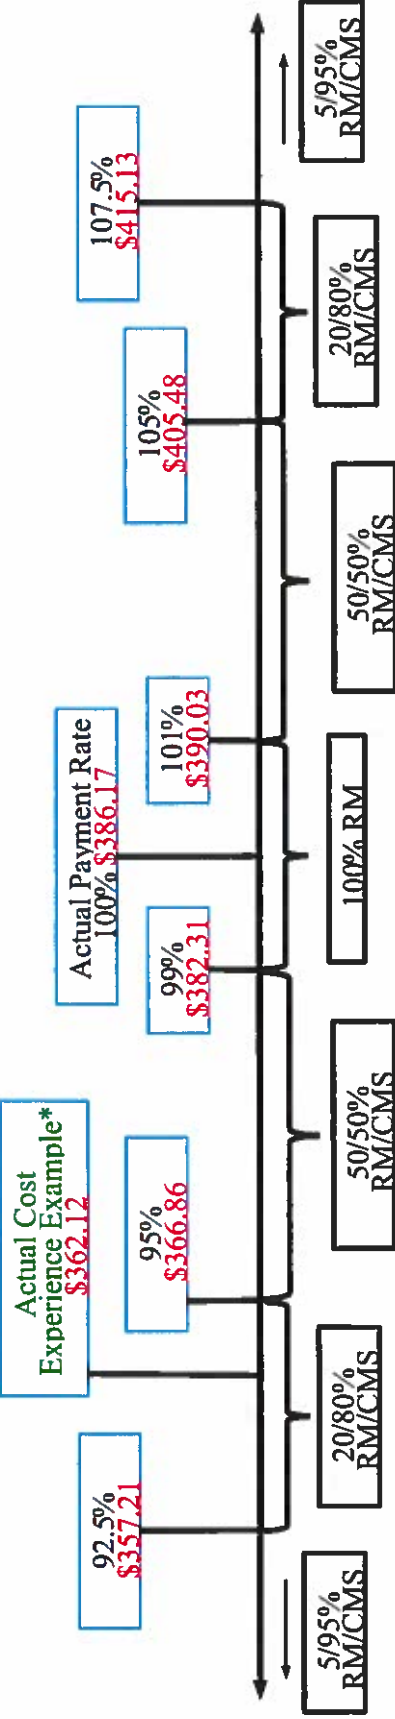 Actual Cost
Experience Example*
$362.12
Actual Payment Rate
100% $386.17
92.5%
$357.21
95%
$366.86
99%
$382.31
101%
$390.03
105%
$405.48
107.5%
$415.13
5/95%
RM/CMS
20/80%
RM/CMS
50/50%
RM/CMS
100% RM
50/50%
RM/CMS
20/80%
RM/CMS
5/95%
RM/CMS